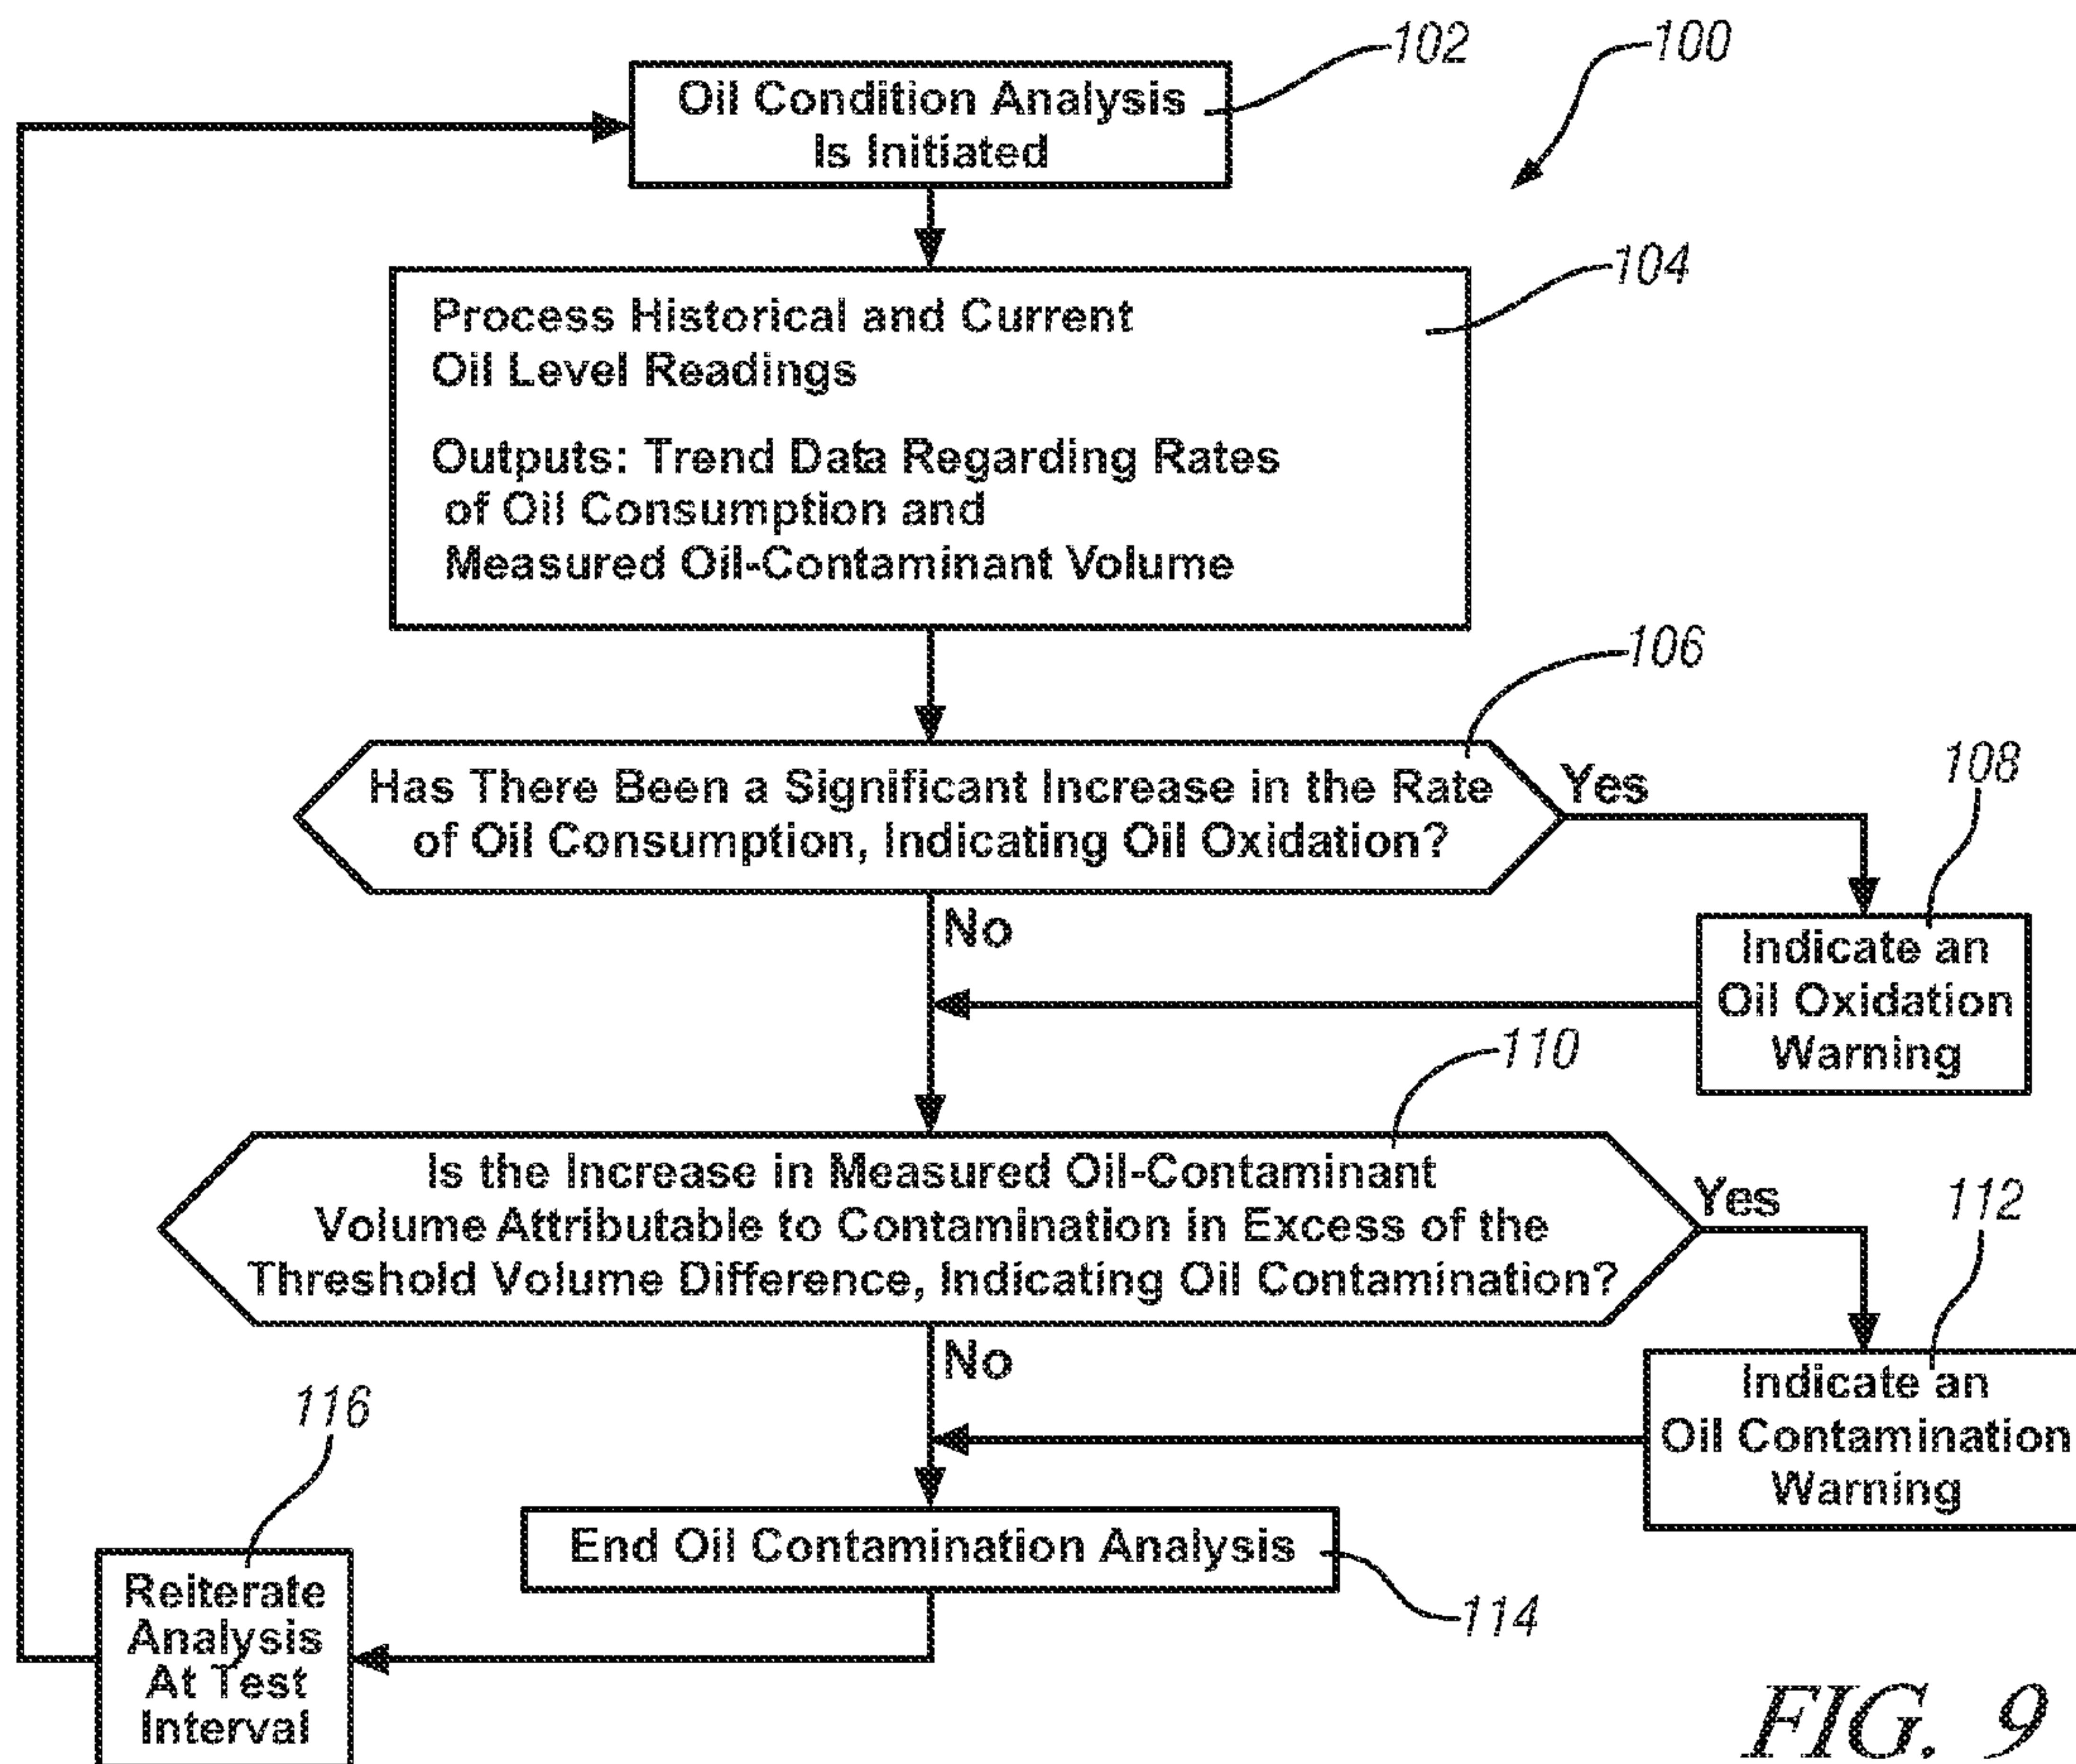 102
100
Oil Condition Analysis
Is Initiated
104
Process Historical and Current
Oil Level Readings
Outputs: Trend Data Regarding Rates
of Oil Consumption and
Measured Oil-Contaminant Volume
106
Has There Been a Significant Increase in the Rate
of Oil Consumption, Indicating Oil Oxidation?
Yes
108
No
Indicate an
Oil Oxidation
Warning
110
Is the Increase in Measured Oil-Contaminant
Volume Attributable to Contamination in Excess of the
Threshold Volume Difference, Indicating Oil Contamination?
Yes
112
No
Indicate an
Oil Contamination
Warning
116
End Oil Contamination Analysis
114
Reiterate
Analysis
At Test
Interval
FIG. 9